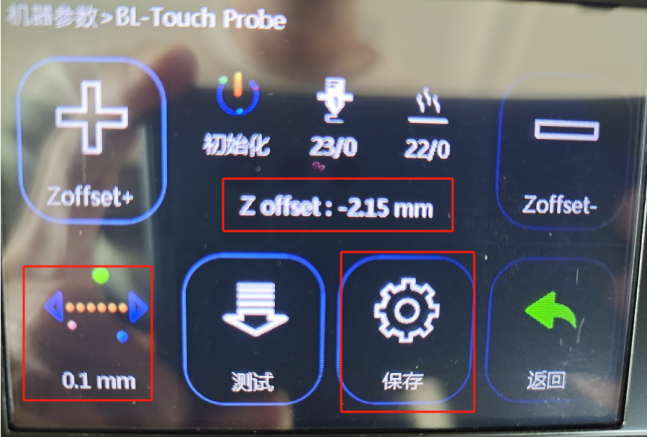 机器参数>BL-Touch Probe
初始化
23/0
22/0
Zoffset+
Z offset : -2.15 mm
Zoffset-
0.1 mm
测试
保存
返回